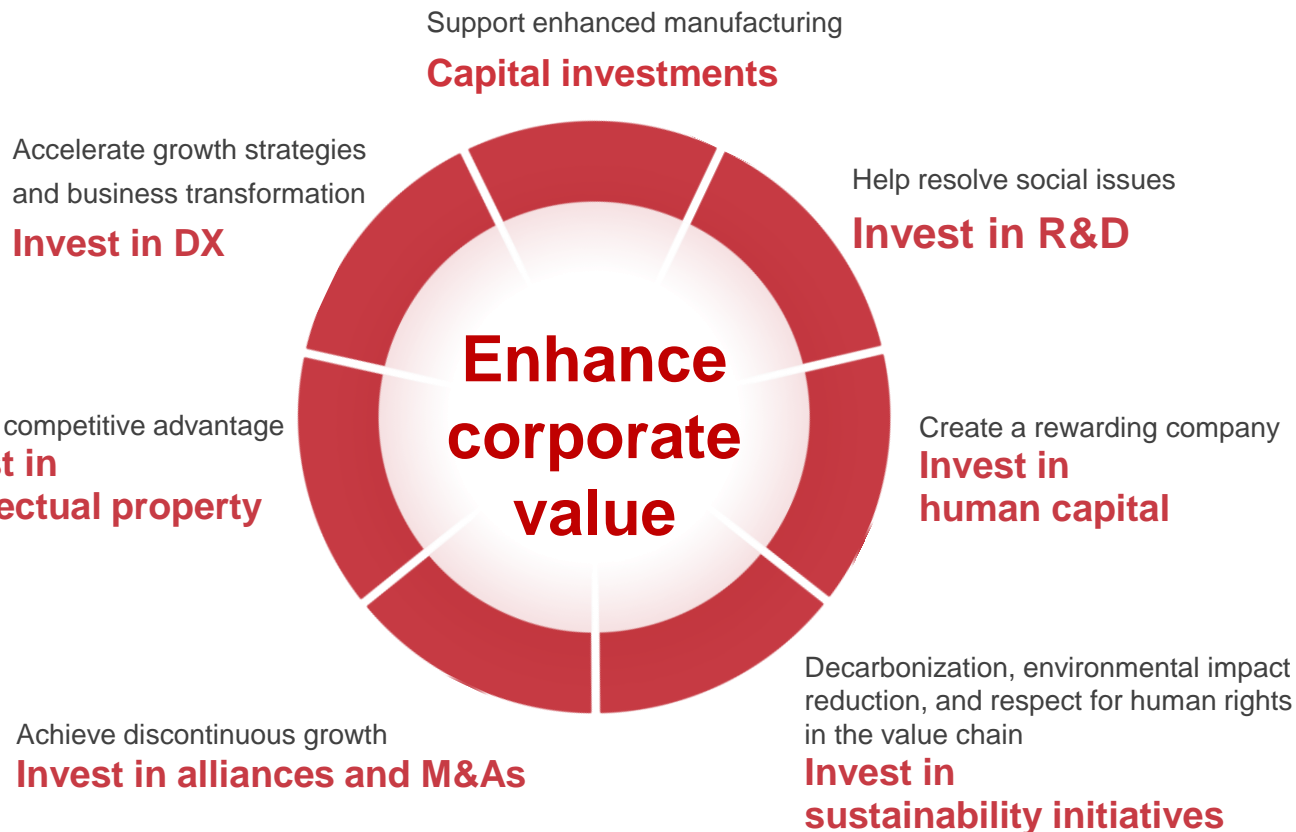 Support enhanced manufacturing
Capital investments
Help resolve social issues
Invest in R&D
Create a rewarding company
Invest in
human capital
Decarbonization, environmental impact
reduction, and respect for human rights
in the value chain
Invest in
sustainability initiatives
Achieve discontinuous growth
Invest in alliances and M&As
competitive advantage
in
property
Accelerate growth strategies
and business transformation
Invest in DX
Enhance
corporate
value